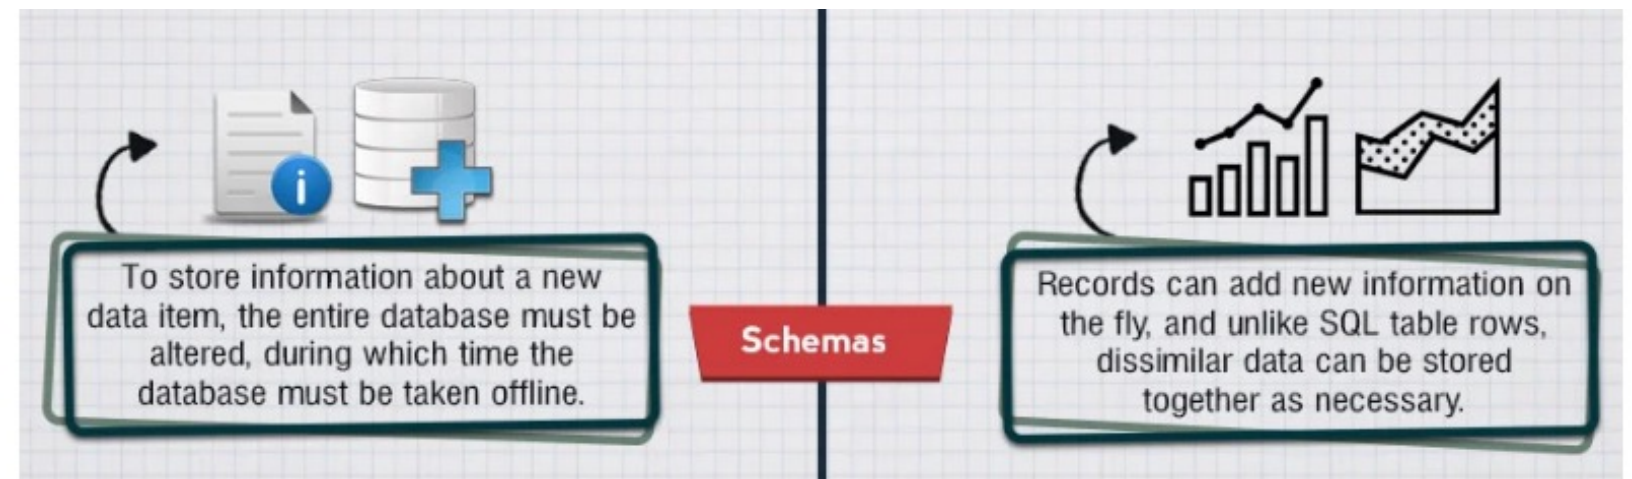 To store information about a new
data item, the entire database must be
altered, during which time the
database must be taken offline.
Schemas
Records can add new information on
the fly, and unlike SQL table rows,
dissimilar data can be stored
together as necessary.